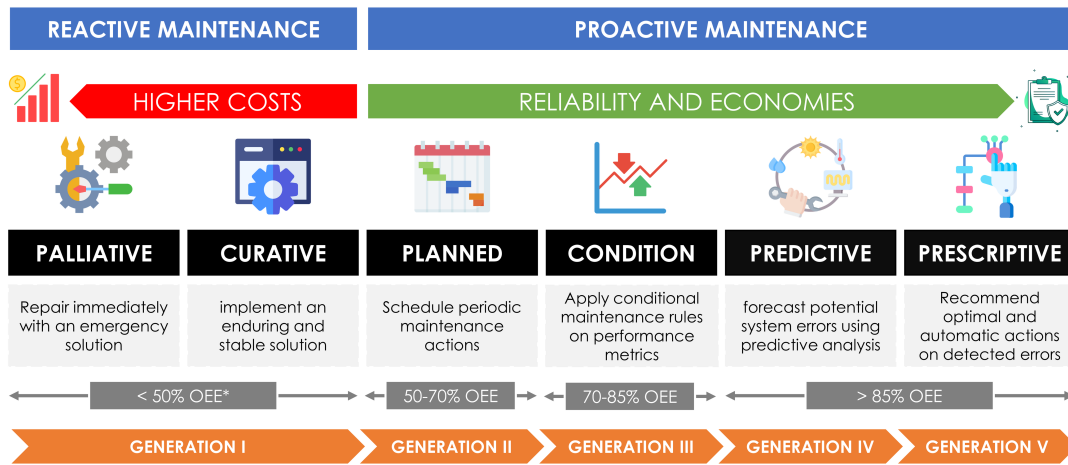 REACTIVE MAINTENANCE
PROACTIVE MAINTENANCE
$
HIGHER COSTS
RELIABILITY AND ECONOMIES
PALLIATIVE
CURATIVE
PLANNED
CONDITION
PREDICTIVE
PRESCRIPTIVE
Repair immediately
with an emergency
solution
implement an
enduring and
stable solution
Schedule periodic
maintenance
actions
Apply conditional
maintenance rules
on performance
metrics
forecast potential
system errors using
predictive analysis
Recommend
optimal and
automatic actions
on detected errors
< 50% OEE*
50-70% OEE
70-85% OEE
> 85% OEE
GENERATION I
GENERATION II
GENERATION III
GENERATION IV
GENERATION V